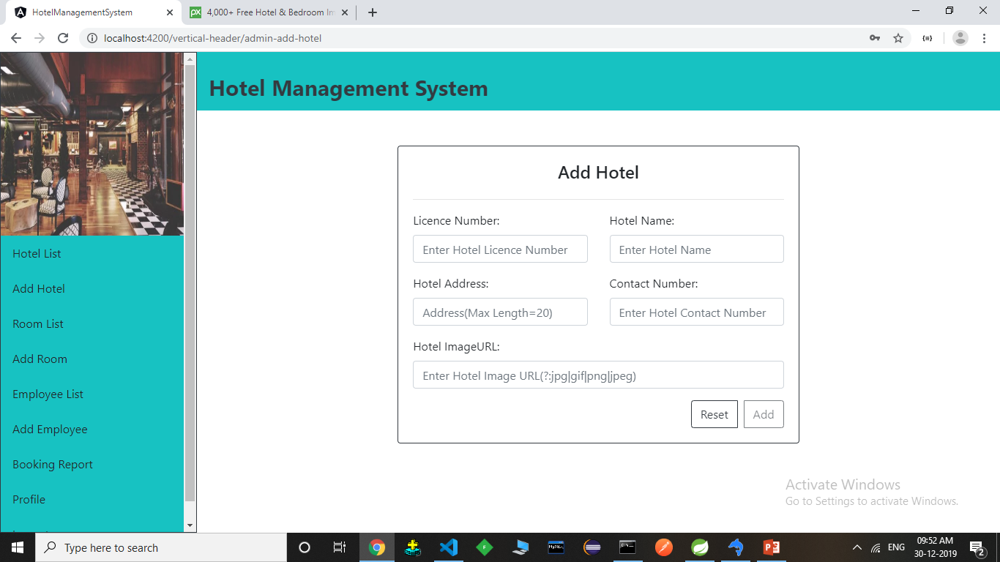 HotelManagementSystem
4,000+ Free Hotel & Bedroom Im
localhost:4200/vertical-header/admin-add-hotel
Hotel Management System
Hotel List
Add Hotel
Room List
Add Room
Employee List
Add Employee
Booking Report
Profile
Add Hotel
Licence Number:
Hotel Name:
Enter Hotel Licence Number
Enter Hotel Name
Hotel Address:
Contact Number:
Address(Max Length=20)
Enter Hotel Contact Number
Hotel ImageURL:
Enter Hotel Image URL(?:jpg|gif|png|jpeg)
Reset
Add
Activate Windows
Go to Settings to activate Windows.
Type here to search
ENG
09:52 AM
30-12-2019
2